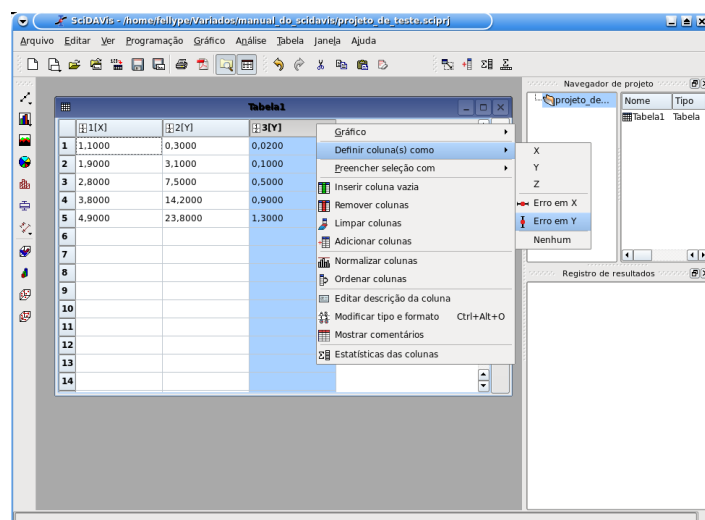 SciDAVis - /home/fellype/Variados/manual_do_scidavis/projeto_de_teste.sciprj
Arquivo Editar Ver Programação Gráfico Análise Tabela Janela Ajuda
Tabela1
1[X] 2[Y] 3[Y]
1 1,1000 0,3000 0,0200
2 1,9000 3,1000 0,1000
3 2,8000 7,5000 0,5000
4 3,8000 14,2000 0,9000
5 4,9000 23,8000 1,3000
6
7
8
9
10
11
12
13
14
Gráfico
Definir coluna(s) como
Preencher seleção com
Inserir coluna vazia
Remover colunas
Limpar colunas
Adicionar colunas
Normalizar colunas
Ordenar colunas
Editar descrição da coluna
Modificar tipo e formato Ctrl+Alt+O
Mostrar comentários
Estatísticas das colunas
X
Y
Z
Erro em X
Erro em Y
Nenhum
Navegador de projeto
projeto_de...
Nome Tipo
Tabela1 Tabela
Registro de resultados